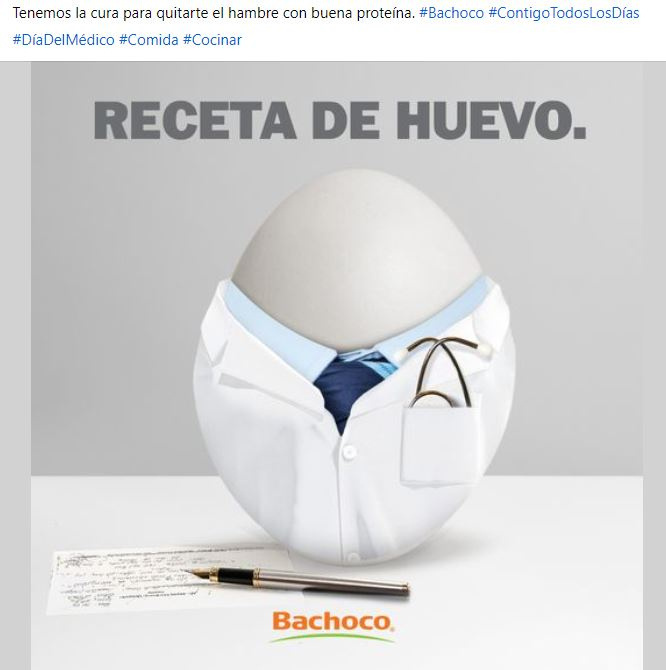 Tenemos la cura para quitarte el hambre con buena proteína. #Bachoco #ContigoTodosLosDías
#DíaDelMédico #Comida #Cocinar
RECETA DE HUEVO.
Bachoco®